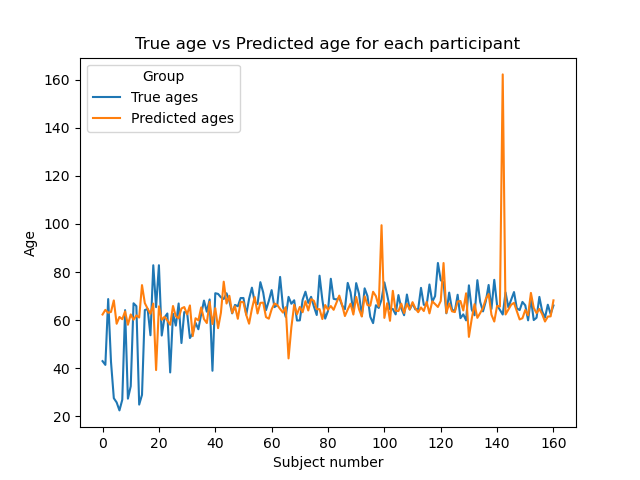 True age vs Predicted age for each participant
Group
True ages
Predicted ages
160
140
120
100
80
60
40
20
Age
0 20 40 60 80 100 120 140 160
Subject number